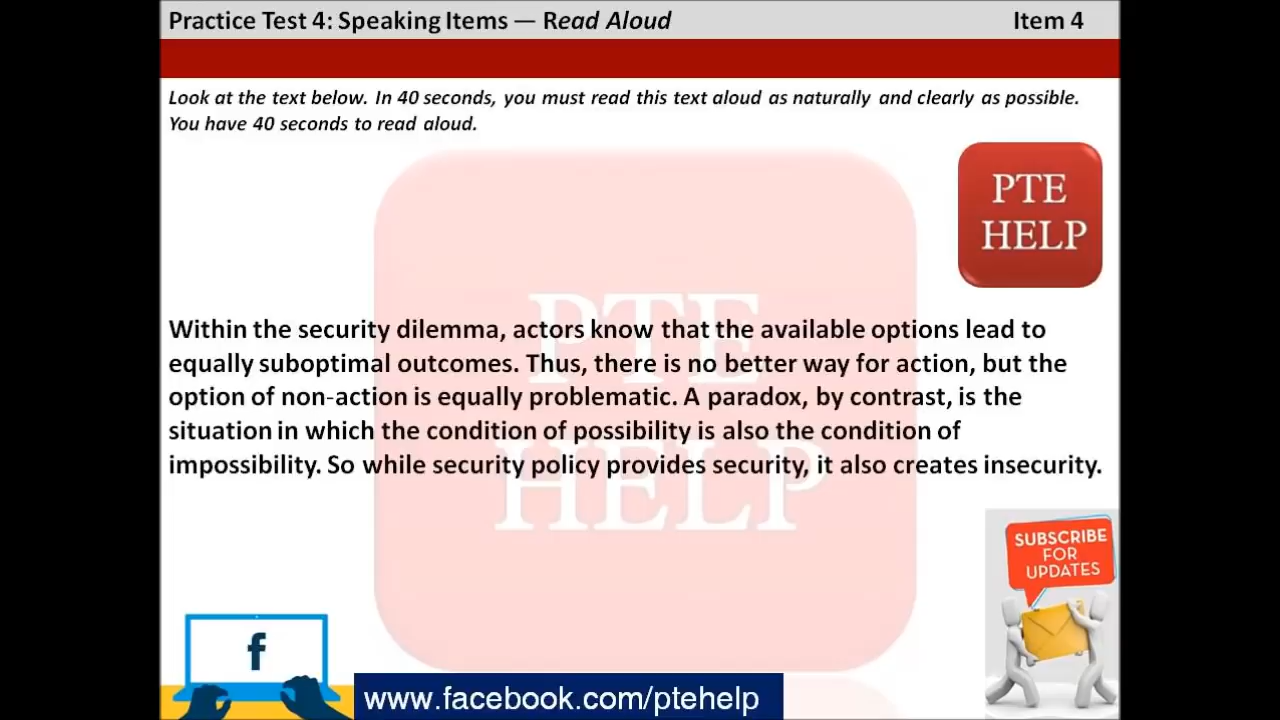 Practice Test 4: Speaking Items — Read Aloud Item 4
Look at the text below. In 40 seconds, you must read this text aloud as naturally and clearly as possible.
You have 40 seconds to read aloud.
PTE
HELP
PTE
HELP
Within the security dilemma, actors know that the available options lead to
equally suboptimal outcomes. Thus, there is no better way for action, but the
option of non-action is equally problematic. A paradox, by contrast, is the
situation in which the condition of possibility is also the condition of
impossibility. So while security policy provides security, it also creates insecurity.
SUBSCRIBE
FOR
UPDATES
f
www.facebook.com/ptehelp